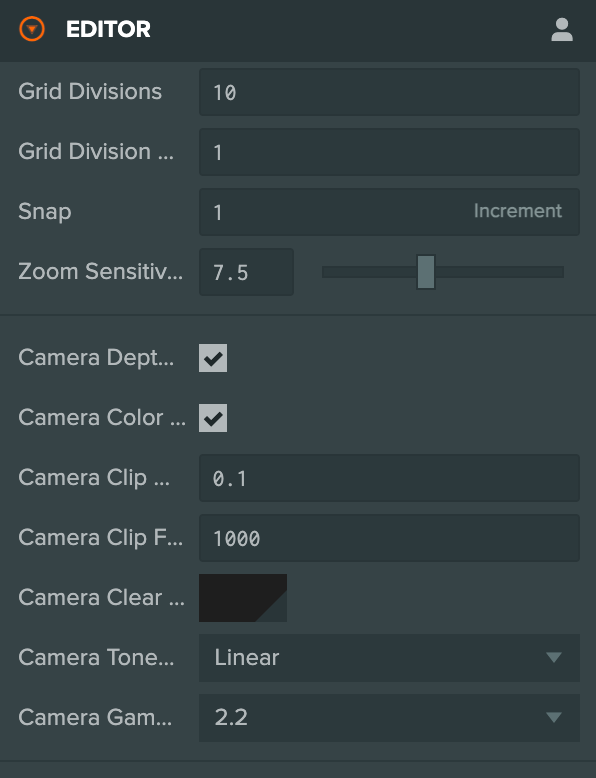 EDITOR
Grid Divisions 10
Grid Division ... 1
Snap 1 Increment
Zoom Sensitiv... 7.5
Camera Dept...
Camera Color ...
Camera Clip ... 0.1
Camera Clip F... 1000
Camera Clear ...
Camera Tone... Linear
Camera Gam... 2.2